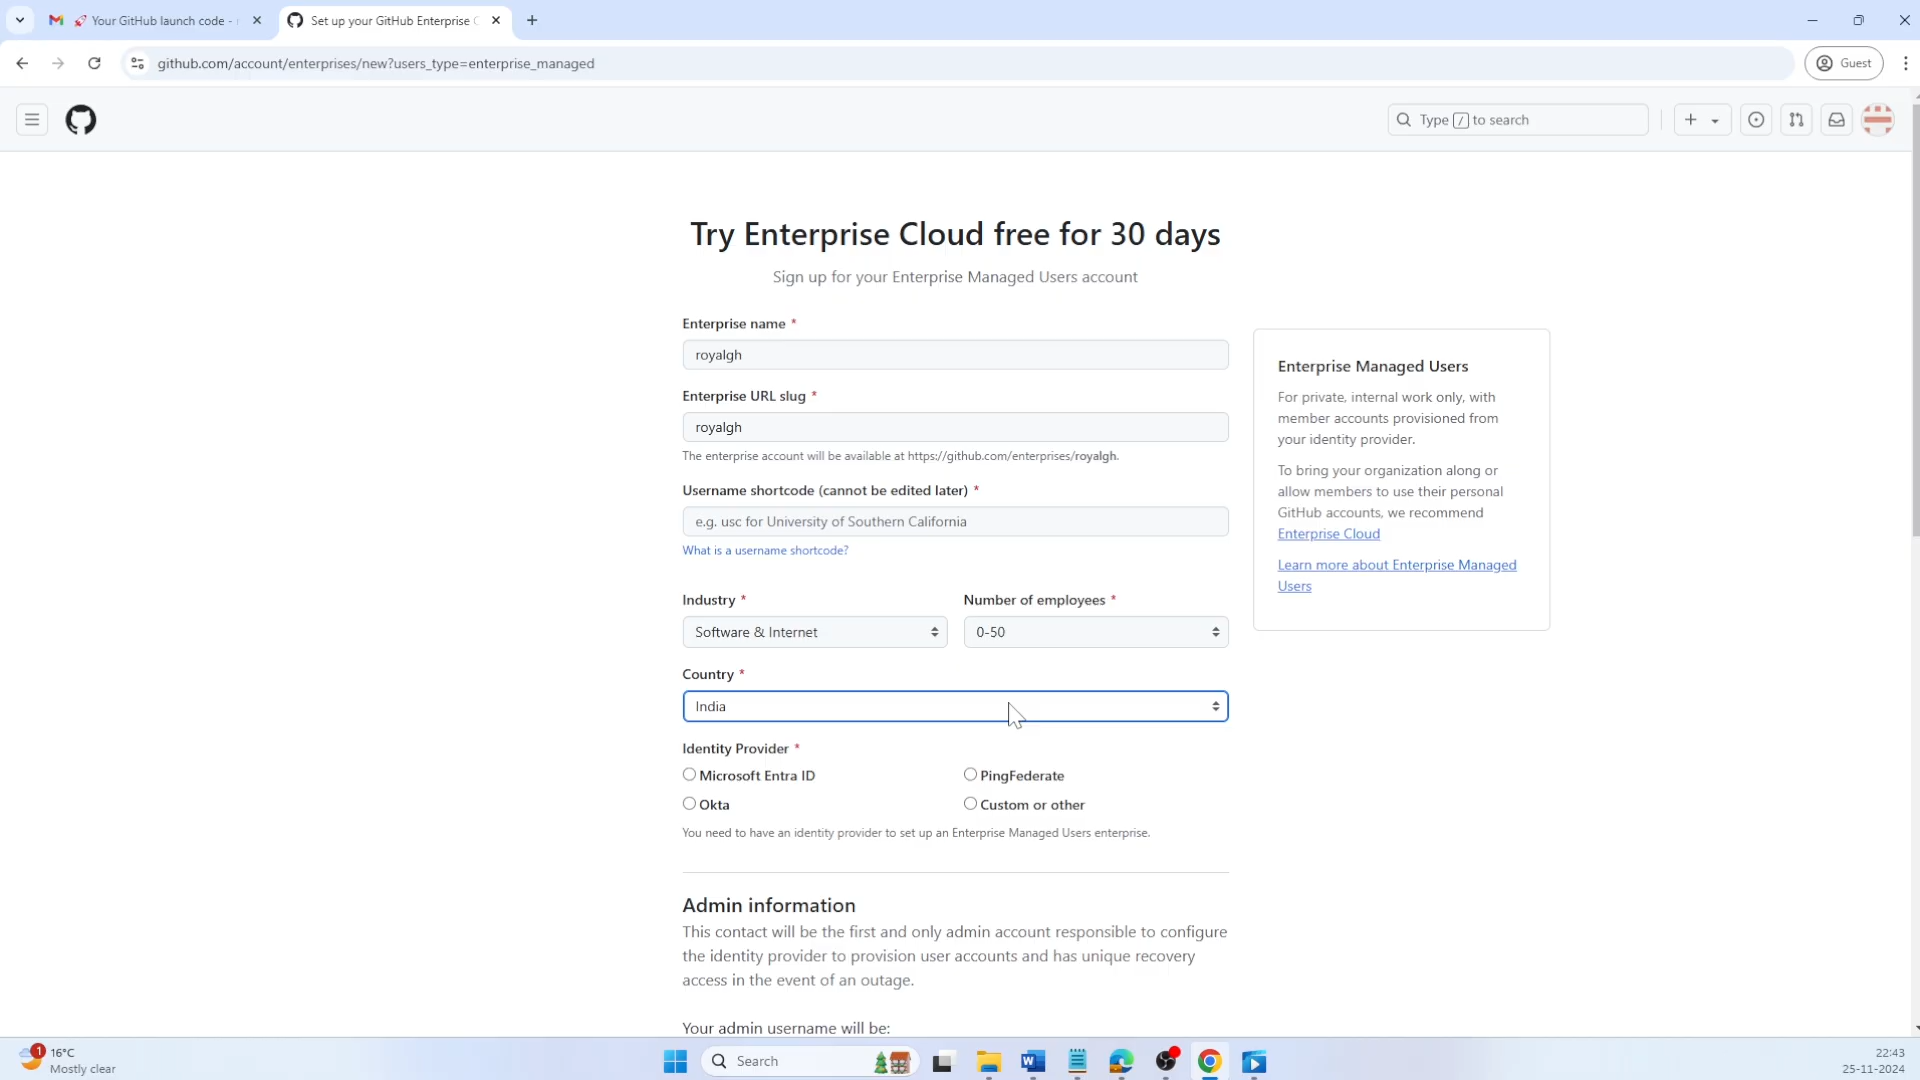 🚀 Your GitHub launch code -
Set up your GitHub Enterprise C
github.com/account/enterprises/new?users_type=enterprise_managed
Guest
Type / to search
Try Enterprise Cloud free for 30 days
Sign up for your Enterprise Managed Users account
Enterprise name *
royalgh
Enterprise URL slug *
royalgh
The enterprise account will be available at https://github.com/enterprises/royalgh.
Username shortcode (cannot be edited later) *
e.g. usc for University of Southern California
What is a username shortcode?
Industry *
Number of employees *
Software & Internet
0-50
Country *
India
Identity Provider *
Microsoft Entra ID
PingFederate
Okta
Custom or other
You need to have an identity provider to set up an Enterprise Managed Users enterprise.
Enterprise Managed Users
For private, internal work only, with
member accounts provisioned from
your identity provider.
To bring your organization along or
allow members to use their personal
GitHub accounts, we recommend
Enterprise Cloud
Learn more about Enterprise Managed
Users
Admin information
This contact will be the first and only admin account responsible to configure
the identity provider to provision user accounts and has unique recovery
access in the event of an outage.
Your admin username will be:
1
16°C
Mostly clear
Search
22:43
25-11-2024